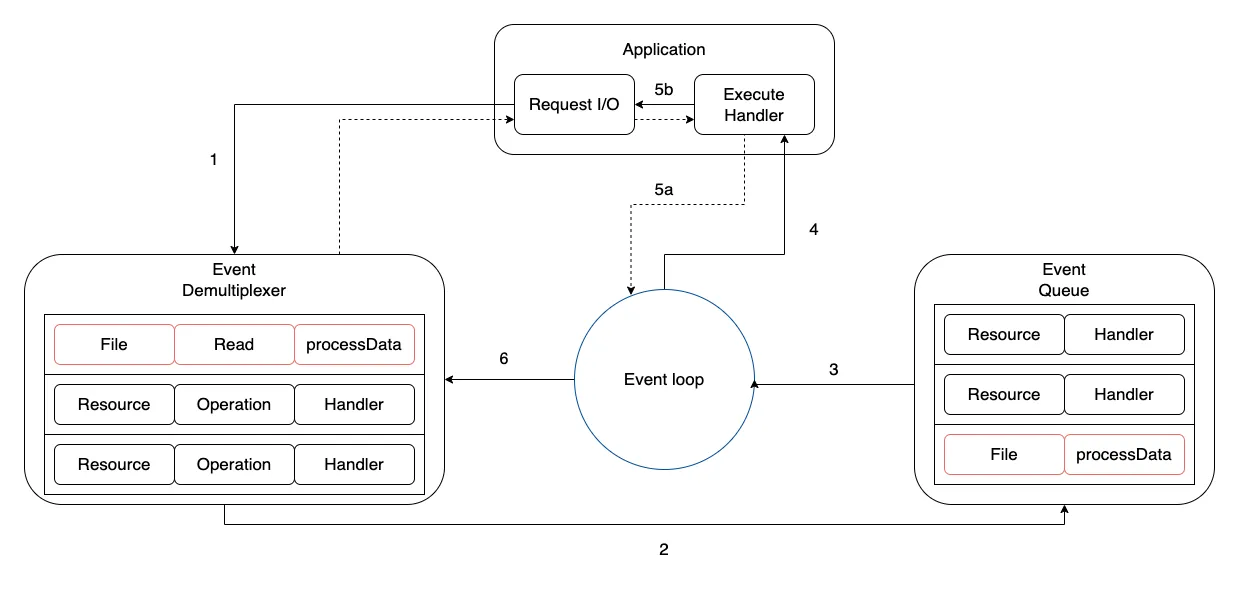 Application
Request I/O
5b
Execute
Handler
1
5a
4
Event
Demultiplexer
File Read processData
Resource Operation Handler
Resource Operation Handler
6
Event loop
3
Event
Queue
Resource Handler
Resource Handler
File processData
2